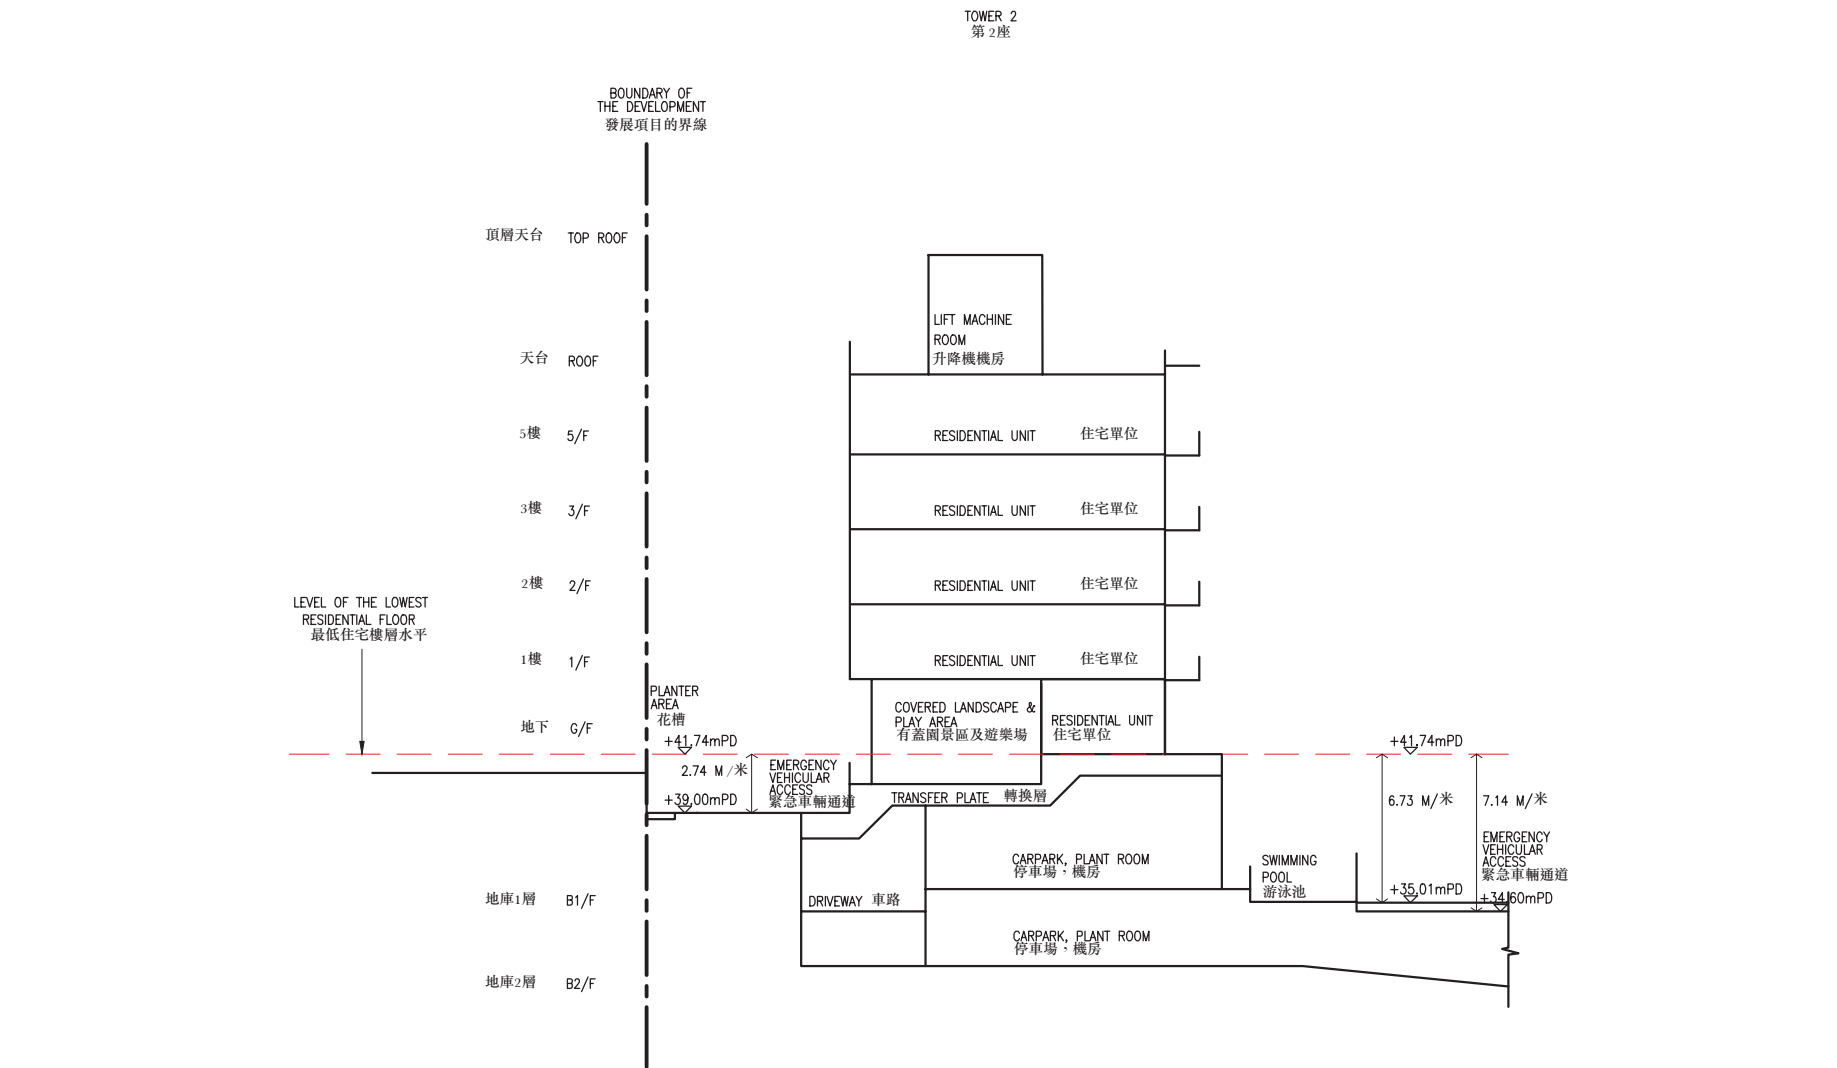 TOWER 2
第 2座
BOUNDARY OF
THE DEVELOPMENT
發展項目的界線
頂層天台 TOP ROOF
LIFT MACHINE
ROOM
升降機機房
天台 ROOF
5樓 5/F
RESIDENTIAL UNIT 住宅單位
3樓 3/F
RESIDENTIAL UNIT 住宅單位
2樓 2/F
RESIDENTIAL UNIT 住宅單位
LEVEL OF THE LOWEST
RESIDENTIAL FLOOR
最低住宅樓層水平
1樓 1/F
RESIDENTIAL UNIT 住宅單位
PLANTER
AREA
花槽
地下 G/F
COVERED LANDSCAPE &
PLAY AREA
有蓋園景區及遊樂場
RESIDENTIAL UNIT
住宅單位
+41.74mPD
+41.74mPD
2.74 M/米
EMERGENCY
VEHICULAR
ACCESS
緊急車輛通道
+39.00mPD
TRANSFER PLATE 轉換層
6.73 M/米
7.14 M/米
EMERGENCY
VEHICULAR
ACCESS
緊急車輛通道
CARPARK, PLANT ROOM
停車場，機房
SWIMMING
POOL
游泳池
+35.01mPD
+34.60mPD
地庫1層 B1/F
DRIVEWAY 車路
CARPARK, PLANT ROOM
停車場，機房
地庫2層 B2/F